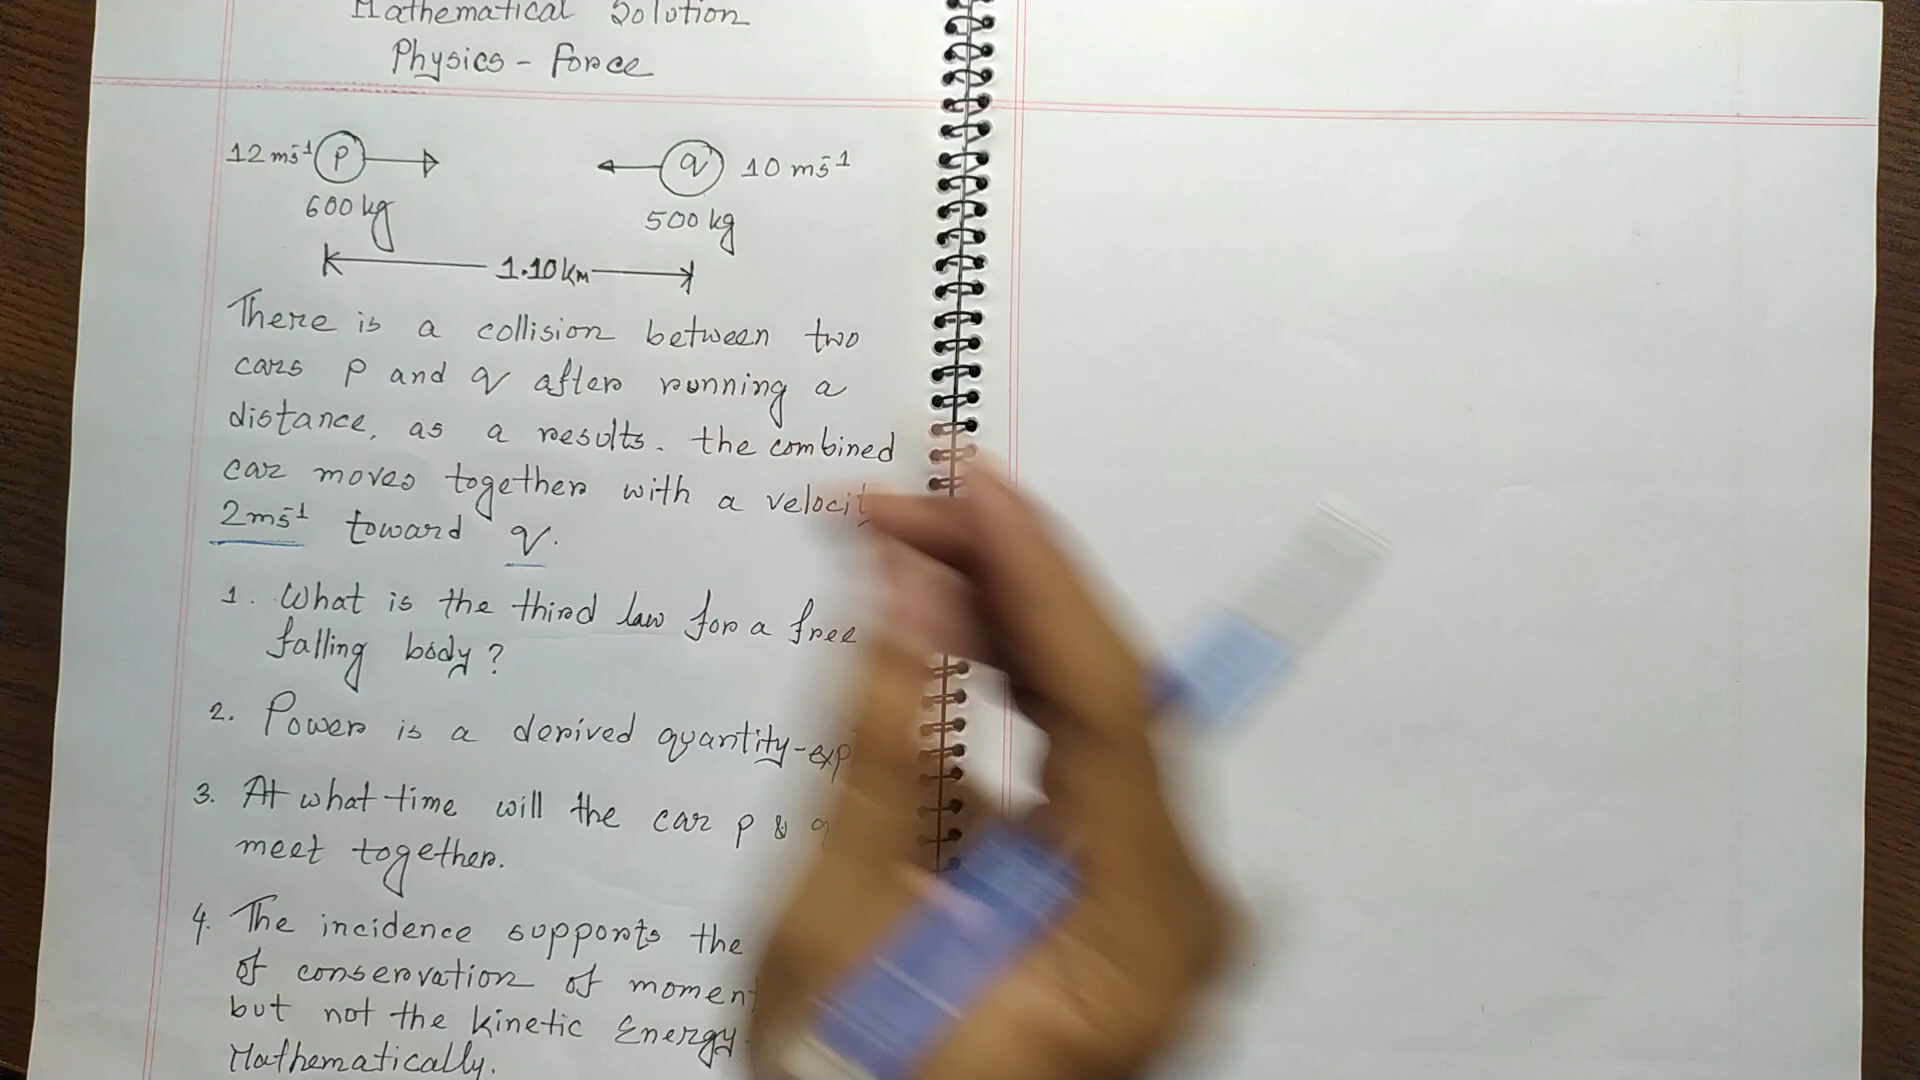 Mathematical Solution
Physics - Force
12 ms⁻¹ p q 10 ms⁻¹
600 kg 500 kg
1.10 km
There is a collision between two
cars p and q after running a
distance, as a results. the combined
car moves together with a
2ms⁻¹ toward q.
1. What is the third law for a free
falling body?
2. Power is a derived quantity-
3. At what time will the car p & q
meet together.
4. The incidence supports the
of conservation of
but not the kinetic Energy
Mathematically.